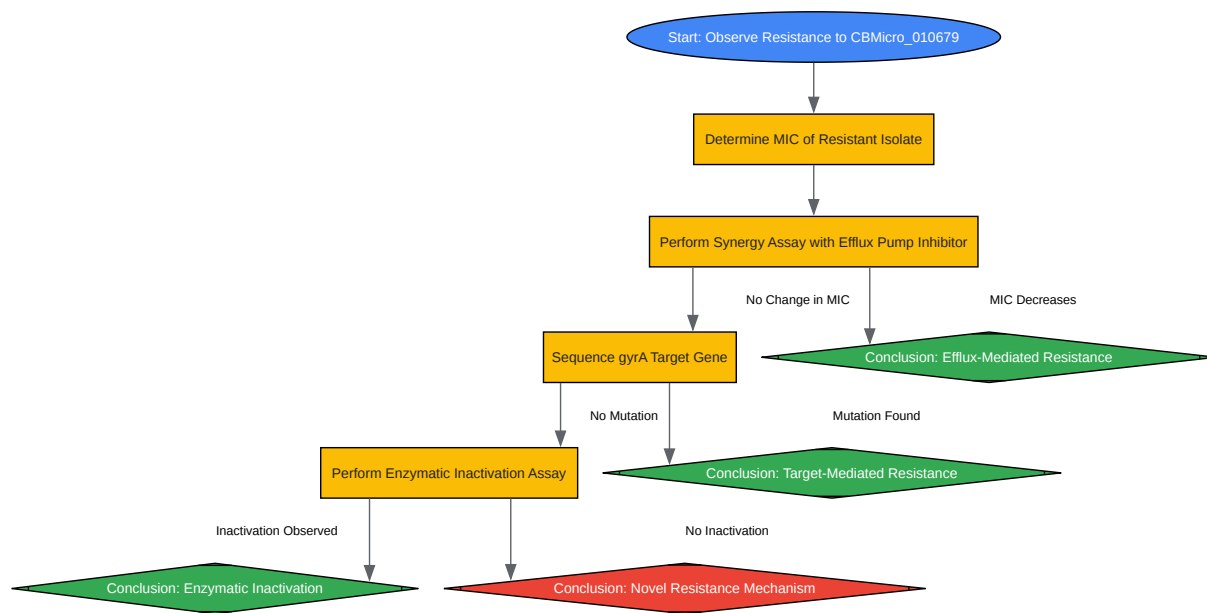 Start: Observe Resistance to CBMicro_010679
Determine MIC of Resistant Isolate
Perform Synergy Assay with Efflux Pump Inhibitor
No Change in MIC
MIC Decreases
Sequence gyrA Target Gene
Conclusion: Efflux-Mediated Resistance
No Mutation
Mutation Found
Perform Enzymatic Inactivation Assay
Conclusion: Target-Mediated Resistance
Inactivation Observed
No Inactivation
Conclusion: Enzymatic Inactivation
Conclusion: Novel Resistance Mechanism